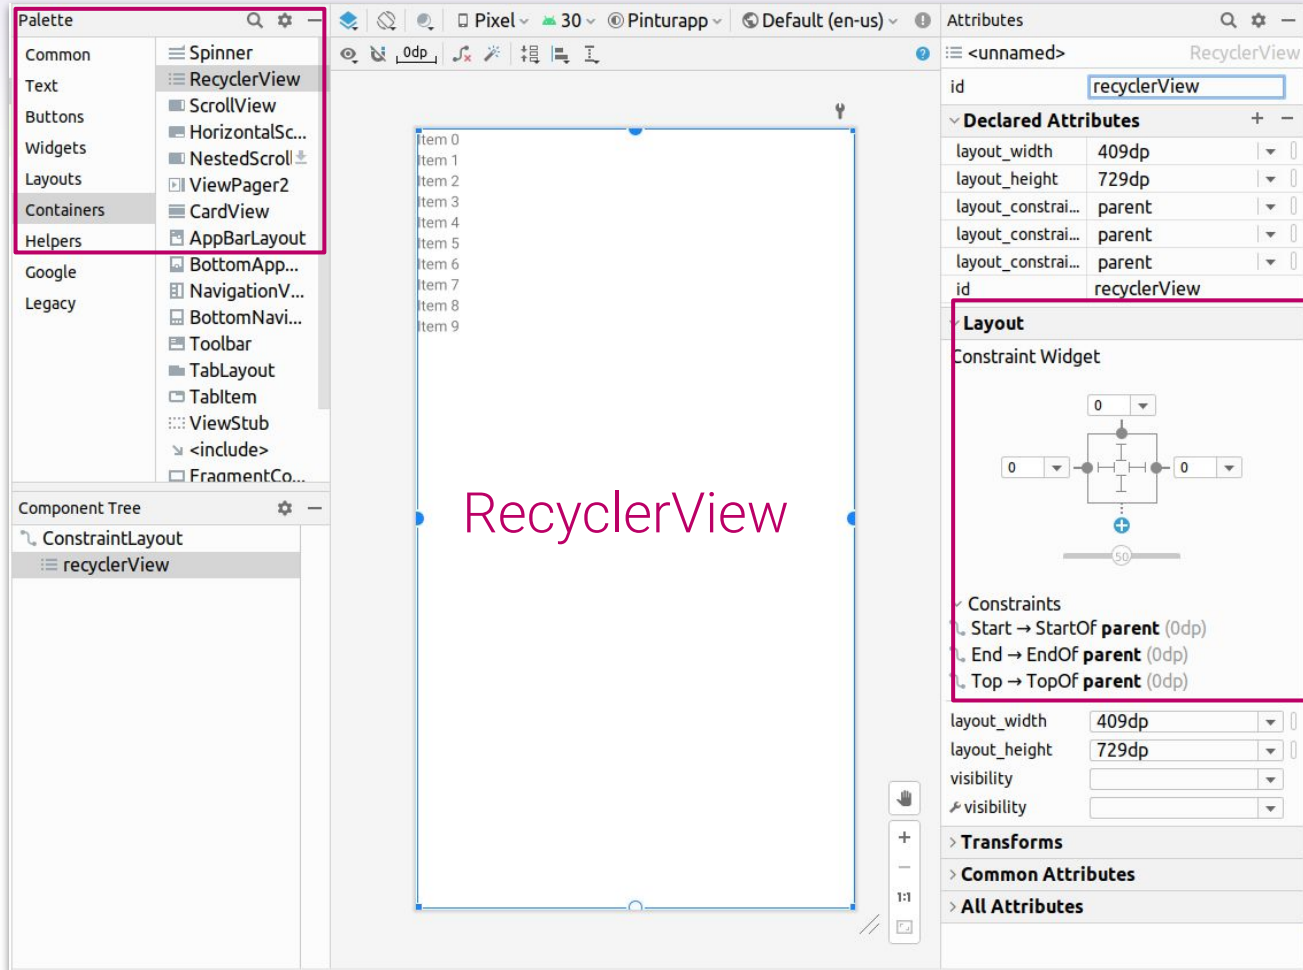 Palette
Common
Text
Buttons
Widgets
Layouts
Containers
Helpers
Google
Legacy
Spinner
RecyclerView
ScrollView
HorizontalSc...
NestedScroll
ViewPager2
CardView
AppBarLayout
BottomApp...
NavigationV...
BottomNavi...
Toolbar
TabLayout
TabItem
ViewStub
<include>
FragmentCo...
Component Tree
ConstraintLayout
recyclerView
Pixel 30 Pinturapp Default (en-us)
0dp
Item 0
Item 1
Item 2
Item 3
Item 4
Item 5
Item 6
Item 7
Item 8
Item 9
RecyclerView
1:1
Attributes
<unnamed> RecyclerView
id recyclerView
Declared Attributes
layout_width 409dp
layout_height 729dp
layout_constrai... parent
layout_constrai... parent
layout_constrai... parent
id recyclerView
Layout
Constraint Widget
0
0 0
50
Constraints
Start → StartOf parent (0dp)
End → EndOf parent (0dp)
Top → TopOf parent (0dp)
layout_width 409dp
layout_height 729dp
visibility
visibility
Transforms
Common Attributes
All Attributes